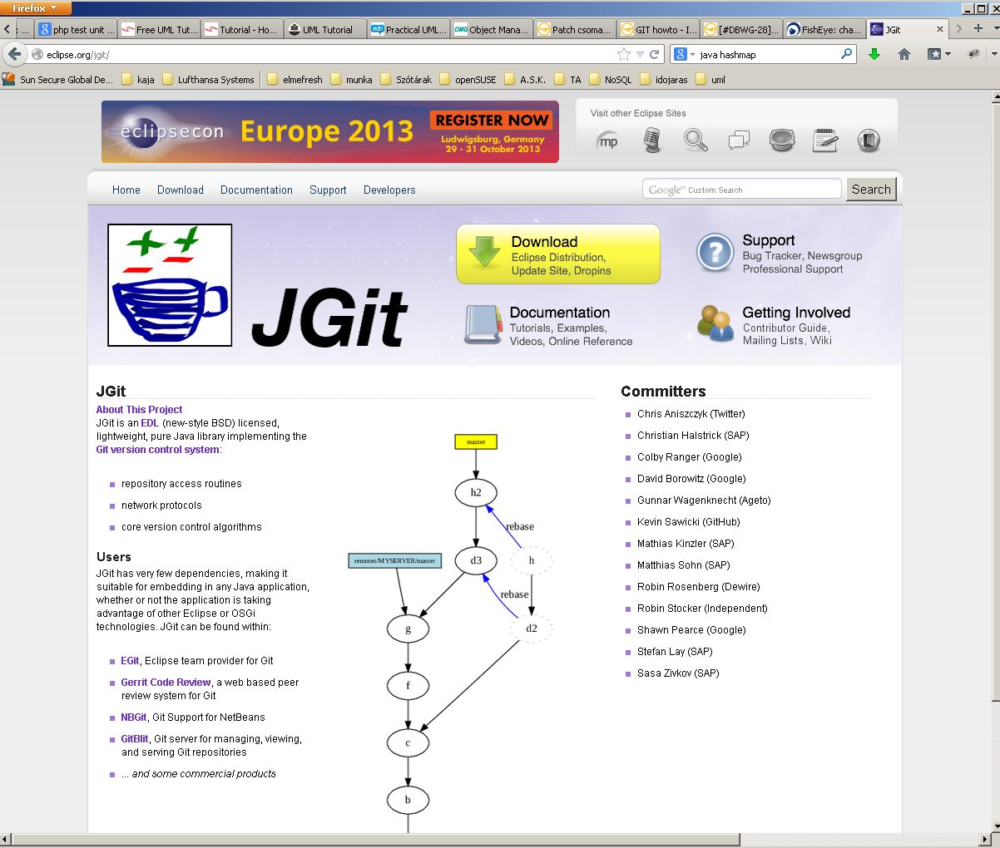 Firefox
: ...
php test unit ...
Free UML Tut...
Tutorial - Ho...
UML Tutorial
Practical UML...
OMG Object Mana...
Patch csoma...
GIT howto - I...
[#DBWG-28]...
FishEye: cha...
JGit
eclipse.org/jgit/
java hashmap
Sun Secure Global De...
kaja
Lufthansa Systems
elmefresh
munka
Szótárak
openSUSE
A.S.K.
TA
NoSQL
idojaras
uml
eclipsecon
Europe 2013
REGISTER NOW
Ludwigsburg, Germany
29 - 31 October 2013
Visit other Eclipse Sites
mp
Home
Download
Documentation
Support
Developers
Google™ Custom Search
Search
JGit
Download
Eclipse Distribution,
Update Site, Dropins
Support
Bug Tracker, Newsgroup
Professional Support
Documentation
Tutorials, Examples,
Videos, Online Reference
Getting Involved
Contributor Guide,
Mailing Lists, Wiki
JGit
About This Project
JGit is an EDL (new-style BSD) licensed,
lightweight, pure Java library implementing the
Git version control system:
repository access routines
network protocols
core version control algorithms
Users
JGit has very few dependencies, making it
suitable for embedding in any Java application,
whether or not the application is taking
advantage of other Eclipse or OSGi
technologies. JGit can be found within:
EGit, Eclipse team provider for Git
Gerrit Code Review, a web based peer
review system for Git
NBGit, Git Support for NetBeans
GitBlit, Git server for managing, viewing,
and serving Git repositories
... and some commercial products
master
h2
rebase
remotes/MYSERVER/master
d3
h
rebase
g
d2
f
c
b
Committers
Chris Aniszczyk (Twitter)
Christian Halstrick (SAP)
Colby Ranger (Google)
David Borowitz (Google)
Gunnar Wagenknecht (Ageto)
Kevin Sawicki (GitHub)
Mathias Kinzler (SAP)
Matthias Sohn (SAP)
Robin Rosenberg (Dewire)
Robin Stocker (Independent)
Shawn Pearce (Google)
Stefan Lay (SAP)
Sasa Zivkov (SAP)